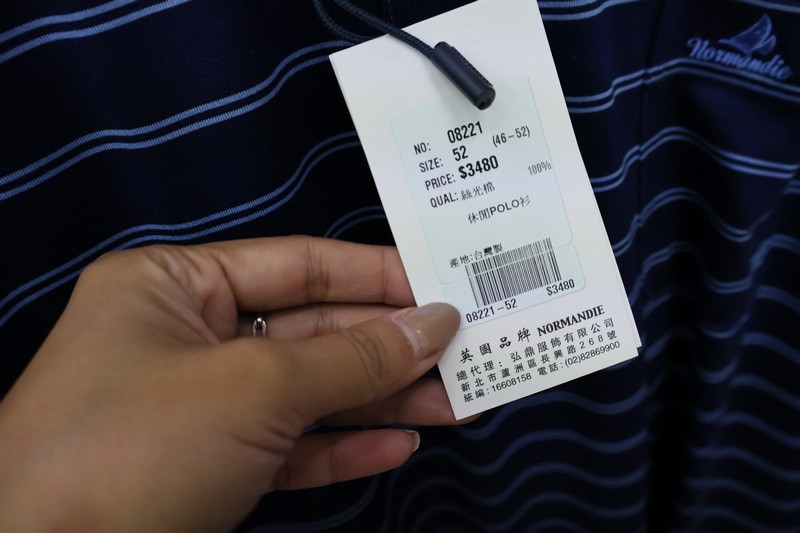 Normandie
NO: 08221
SIZE: 52 (46-52)
PRICE: $3480
QUAL: 絲光棉 100%
休閒POLO衫
產地:台灣製
08221-52 $3480
英國品牌 NORMANDIE
總代理：弘鼎服飾有限公司
新北市蘆洲區長興路268號
統編:16608158 電話:(02)82869900